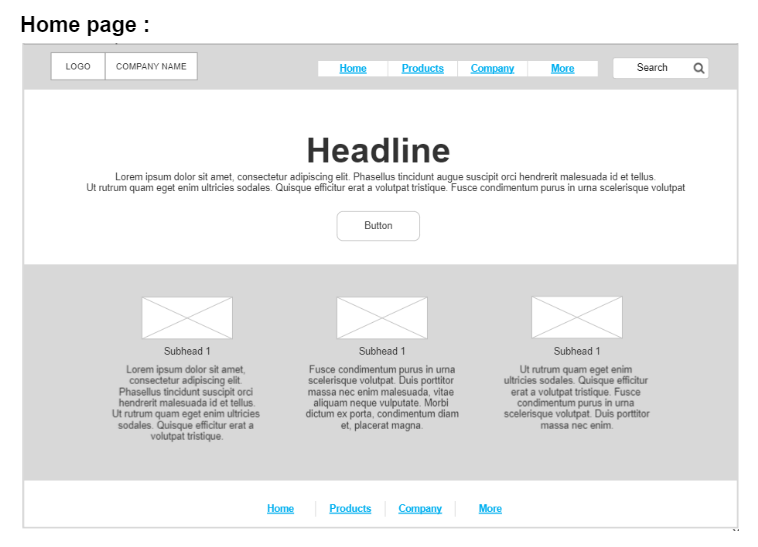 Home page :
LOGO COMPANY NAME Home Products Company More Search
Headline
Lorem ipsum dolor sit amet, consectetur adipiscing elit. Phasellus tincidunt augue suscipit orci hendrerit malesuada id et tellus.
Ut rutrum quam eget enim ultricies sodales. Quisque efficitur erat a volutpat tristique. Fusce condimentum purus in urna scelerisque volutpat
Button
Subhead 1
Lorem ipsum dolor sit amet,
consectetur adipiscing elit.
Phasellus tincidunt suscipit orci
hendrerit malesuada id et tellus.
Ut rutrum quam eget enim ultricies
sodales. Quisque efficitur erat a
volutpat tristique.
Subhead 1
Fusce condimentum purus in urna
scelerisque volutpat. Duis porttitor
massa nec enim malesuada, vitae
aliquam neque vulputate. Morbi
dictum ex porta, condimentum diam
et, placerat magna.
Subhead 1
Ut rutrum quam eget enim
ultricies sodales. Quisque efficitur
erat a volutpat tristique. Fusce
condimentum purus in urna
scelerisque volutpat. Duis porttitor
massa nec enim.
Home Products Company More